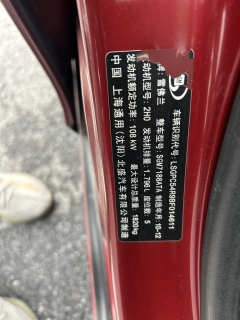 车辆识别代号: LSGPC54R9BF014611
品牌: 雪佛兰 整车型号: SGM7188ATA 制造年月: 10-12
发动机型号: 2H0 发动机排量: 1.796L 座位数: 5
发动机额定功率: 108 kW 最大设计总质量: 1820kg
中国 上海通用(沈阳)北盛汽车有限公司制造